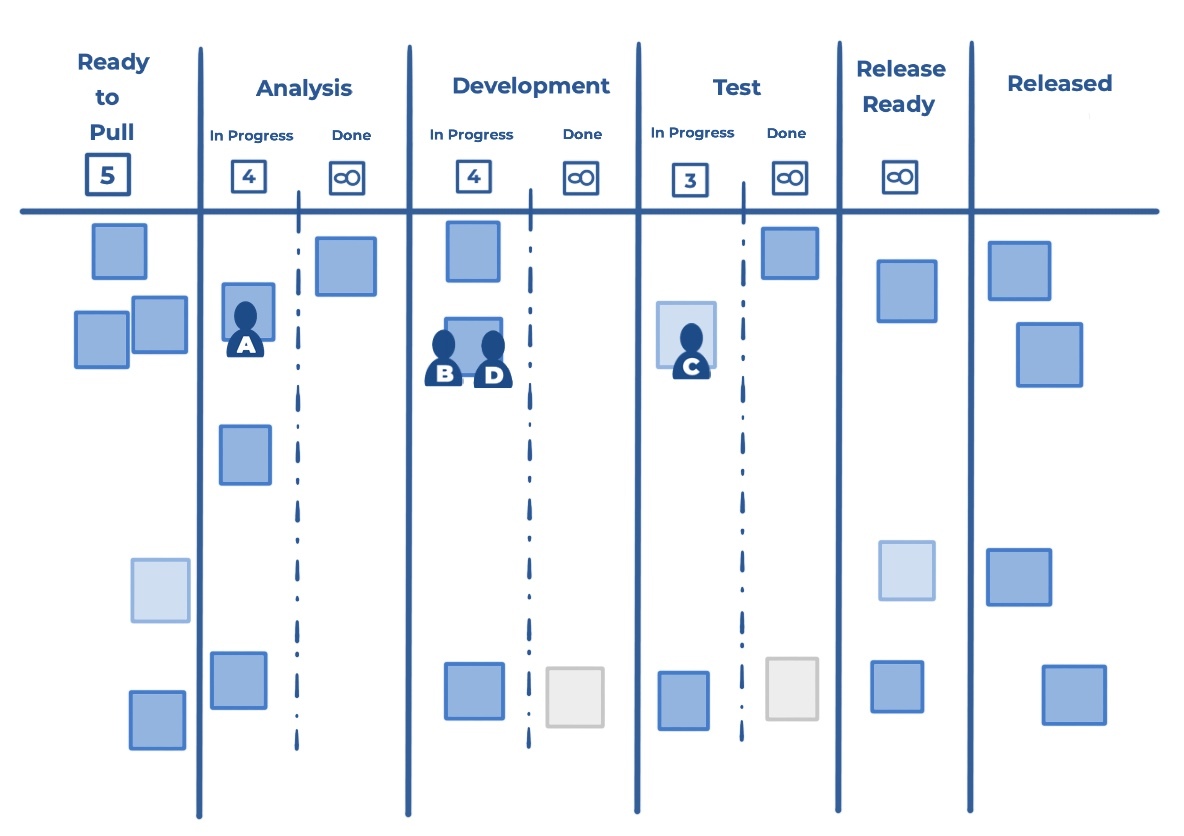 Ready
to
Pull
5
Analysis
In Progress
Done
4
∞
Development
In Progress
Done
4
∞
Test
In Progress
Done
3
∞
Release
Ready
∞
Released
A
B
D
C